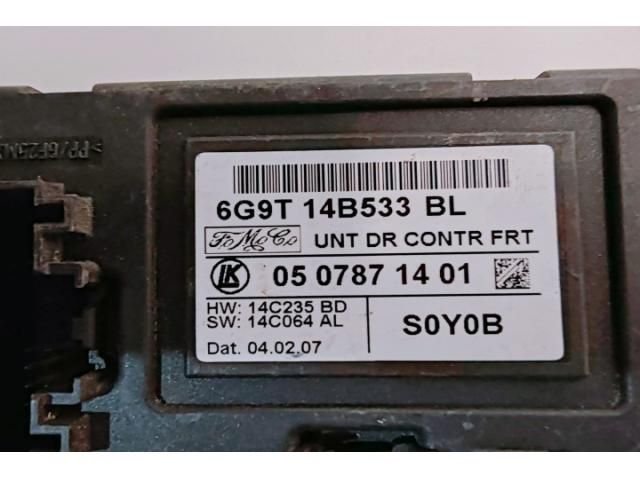 6G9T 14B533 BL
FoMoCo UNT DR CONTR FRT
LK 05 0787 14 01
HW: 14C235 BD
SW: 14C064 AL
S0Y0B
Dat. 04.02.07